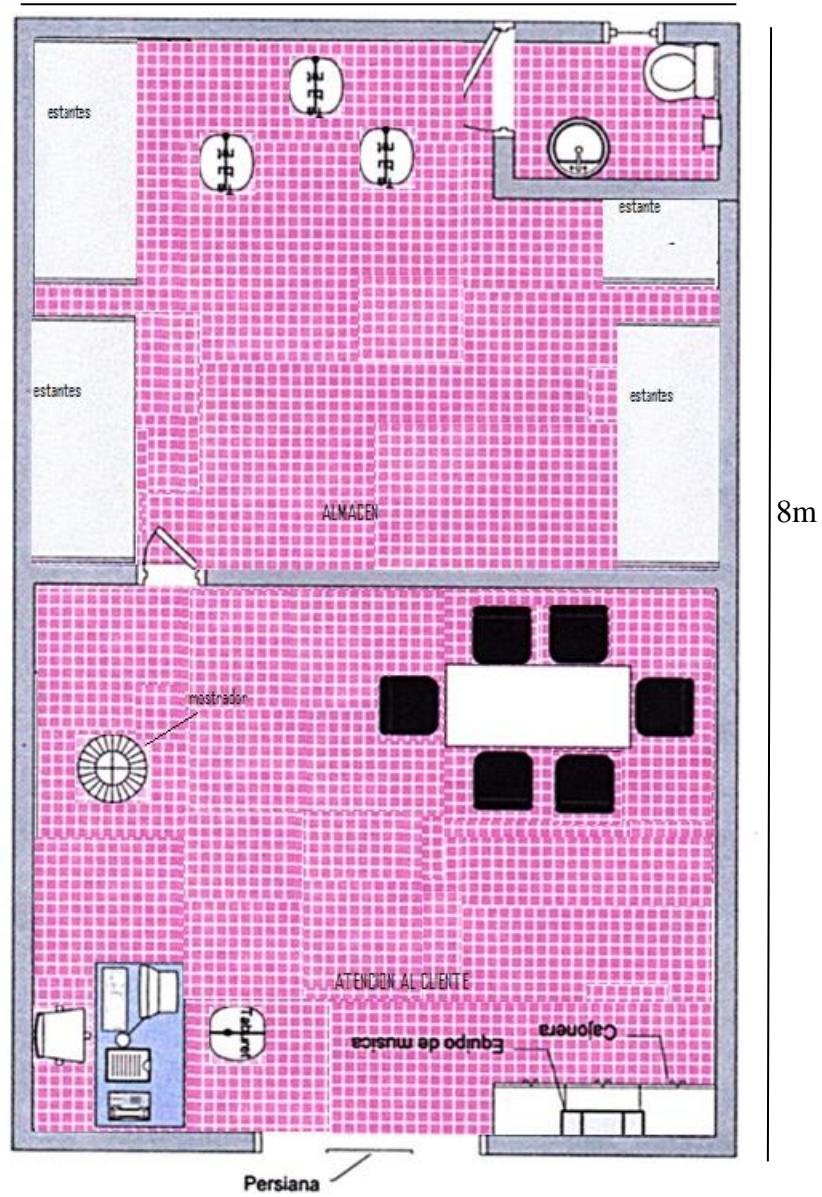 estantes
estante
estantes
estantes
ALMACEN
8m
mostrador
ATENCION AL CLIENTE
Taburet
Equipo de musica
Cajonera
Persiana